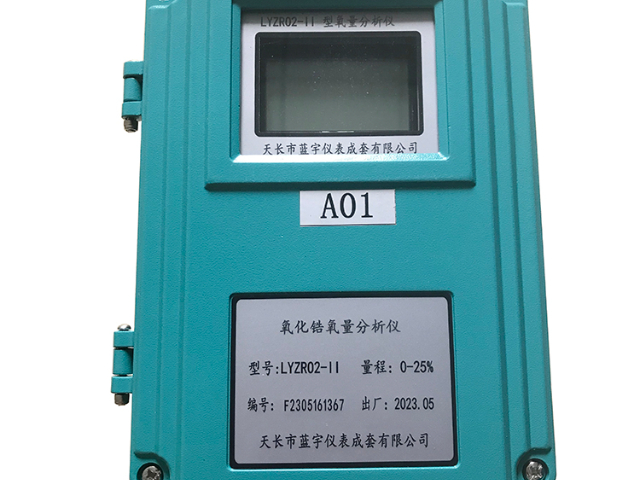 LYZRO2-II 型氧量分析仪
天长市蓝宇仪表成套有限公司
A01
氧化锆氧量分析仪
型号:LYZRO2-II 量程: 0-25%
编号: F2305161367 出厂: 2023.05
天长市蓝宇仪表成套有限公司